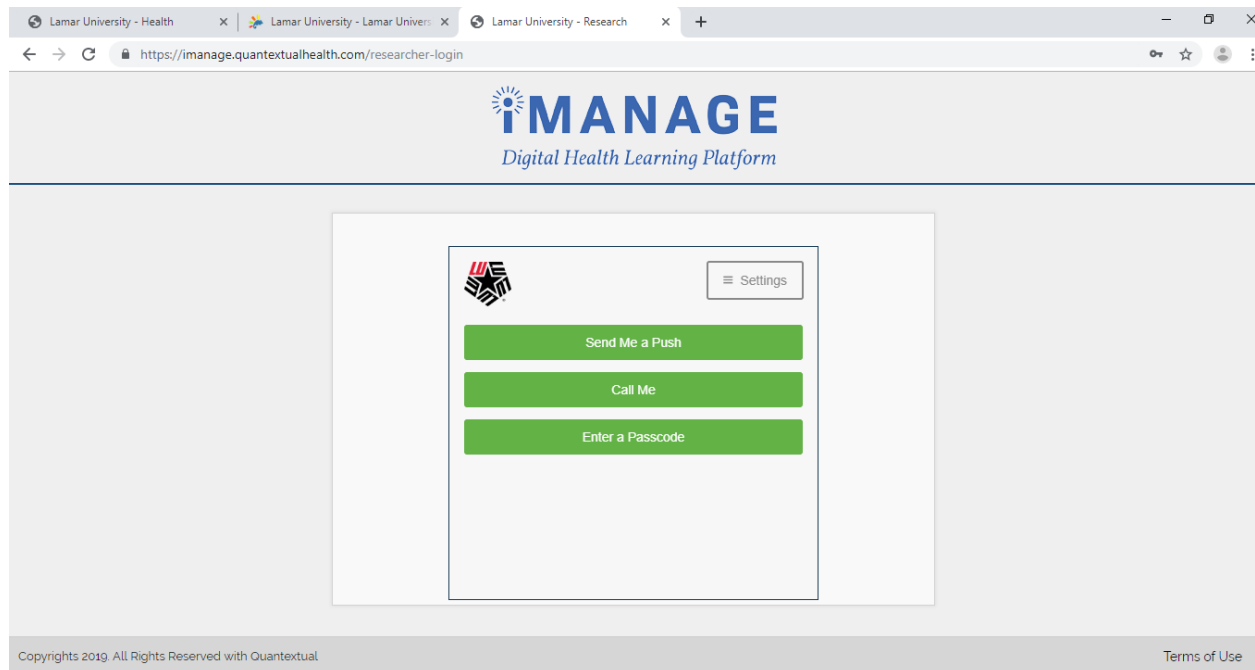 Lamar University - Health
Lamar University - Lamar Univers
Lamar University - Research
https://imanage.quantextualhealth.com/researcher-login
iMANAGE
Digital Health Learning Platform
≡ Settings
Send Me a Push
Call Me
Enter a Passcode
Copyrights 2019. All Rights Reserved with Quantextual
Terms of Use